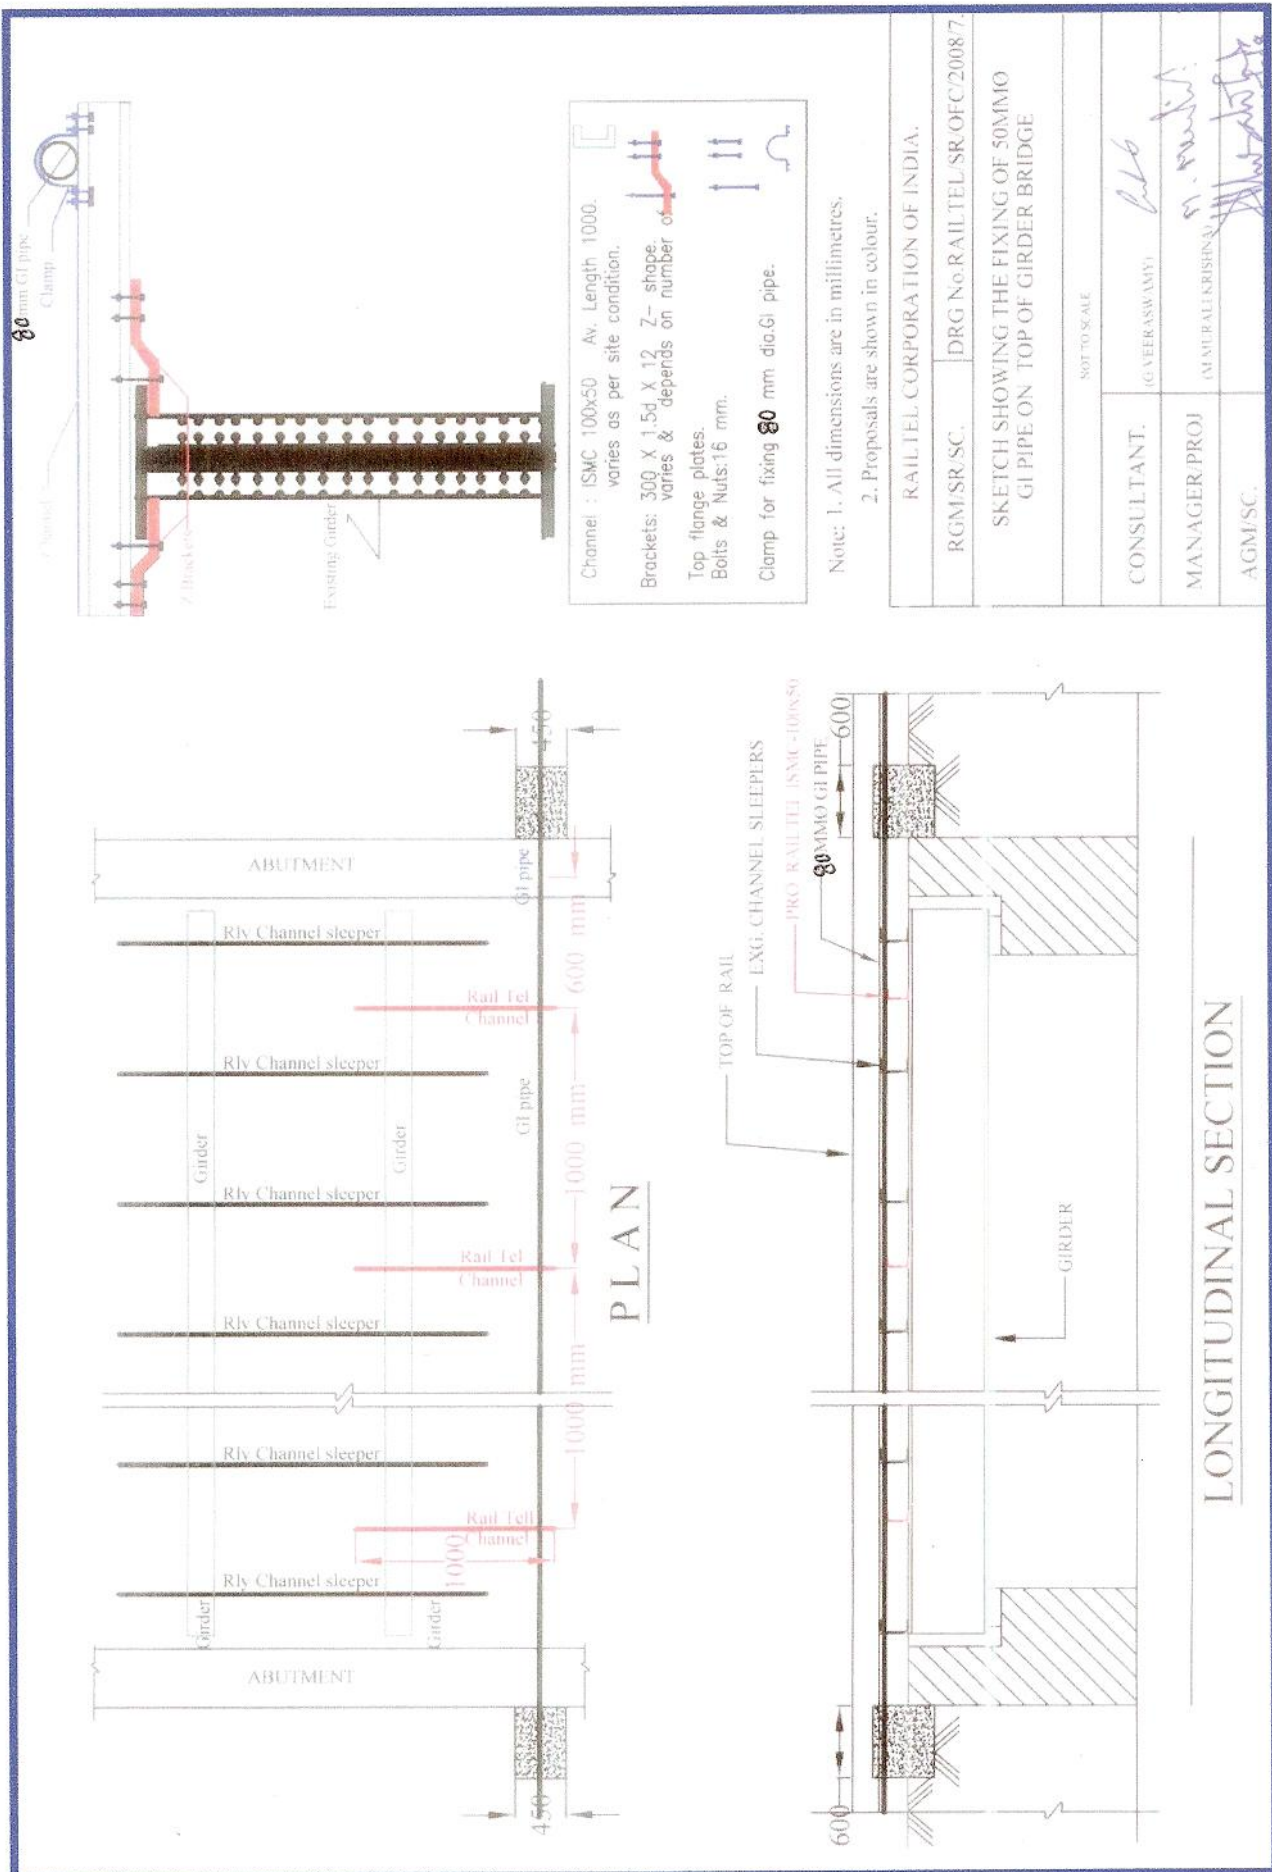 80mm GI pipe
Clamp
Channel
Z Brackets
Existing Girder
Channel : ISMC 100x50 Av. Length 1000.
varies as per site condition.
Brackets: 300 X 1.5d X 12 Z- shape.
varies & depends on number of
Top flange plates.
Bolts & Nuts:16 mm.
Clamp for fixing 80 mm dia.GI pipe.
Note: 1. All dimensions are in millimetres.
2. Proposals are shown in colour.
RAILTEL CORPORATION OF INDIA.
RGM/SR/SC.
DRG No.RAILTEL/SR/OFC/2008/7.
SKETCH SHOWING THE FIXING OF 50MMO
GI PIPE ON TOP OF GIRDER BRIDGE
NOT TO SCALE
CONSULTANT.
(G VEERASWAMY)
MANAGER/PROJ
(M.MURALI KRISHNA)
AGM/SC.
ABUTMENT
Rly Channel sleeper
Rly Channel sleeper
Rly Channel sleeper
Rly Channel sleeper
Rly Channel sleeper
Rly Channel sleeper
ABUTMENT
Girder
Girder
Girder
Girder
Rail Tel
Channel
Rail Tel
Channel
Rail Tell
Channel
1000
GI pipe
GI pipe
450
450
600 mm
1000 mm
1000 mm
PLAN
TOP OF RAIL
EXG. CHANNEL SLEEPERS
PRO RAILTEL ISMC-100x50
80MMO GI PIPE
600
600
GIRDER
LONGITUDINAL SECTION